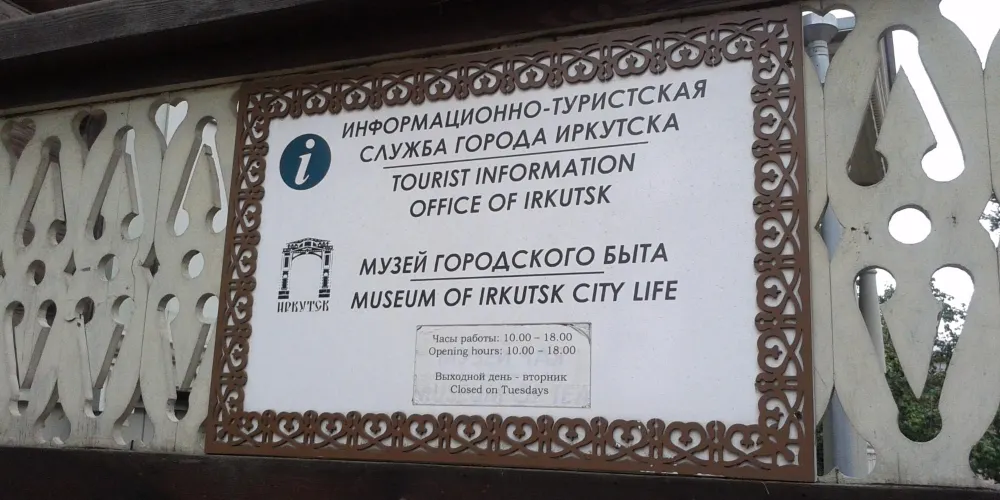 i
ИНФОРМАЦИОННО-ТУРИСТСКАЯ
СЛУЖБА ГОРОДА ИРКУТСКА
TOURIST INFORMATION
OFFICE OF IRKUTSK
ИРКУТСК
МУЗЕЙ ГОРОДСКОГО БЫТА
MUSEUM OF IRKUTSK CITY LIFE
Часы работы: 10.00 – 18.00
Opening hours: 10.00 – 18.00
Выходной день - вторник
Closed on Tuesdays